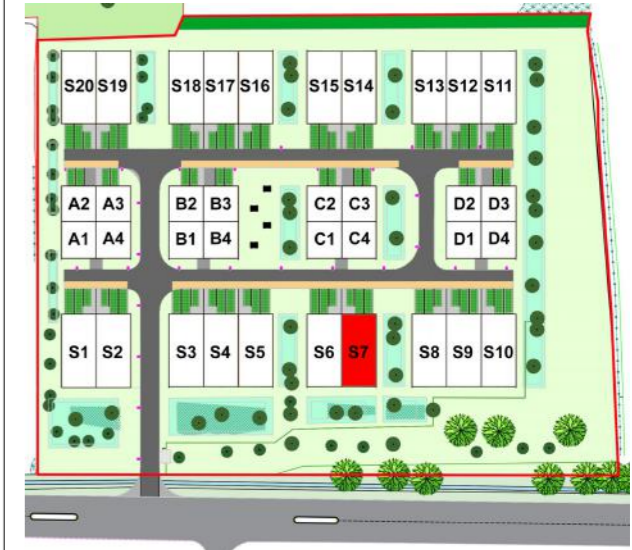 S20 S19 S18 S17 S16 S15 S14 S13 S12 S11
A2 A3 B2 B3 C2 C3 D2 D3
A1 A4 B1 B4 C1 C4 D1 D4
S1 S2 S3 S4 S5 S6 S7 S8 S9 S10